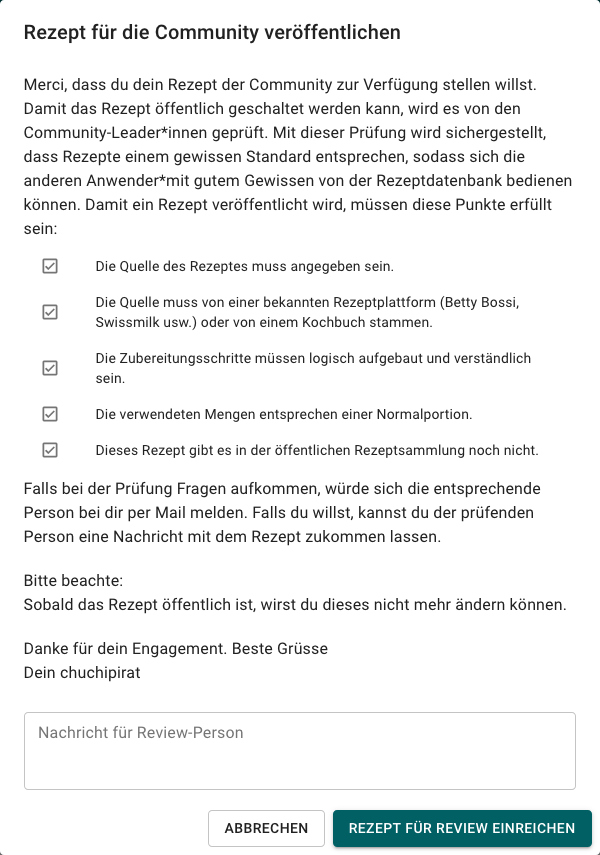 Rezept für die Community veröffentlichen
Merci, dass du dein Rezept der Community zur Verfügung stellen willst.
Damit das Rezept öffentlich geschaltet werden kann, wird es von den
Community-Leader*innen geprüft. Mit dieser Prüfung wird sichergestellt,
dass Rezepte einem gewissen Standard entsprechen, sodass sich die
anderen Anwender*mit gutem Gewissen von der Rezeptdatenbank bedienen
können. Damit ein Rezept veröffentlicht wird, müssen diese Punkte erfüllt
sein:
Die Quelle des Rezeptes muss angegeben sein.
Die Quelle muss von einer bekannten Rezeptplattform (Betty Bossi,
Swissmilk usw.) oder von einem Kochbuch stammen.
Die Zubereitungsschritte müssen logisch aufgebaut und verständlich
sein.
Die verwendeten Mengen entsprechen einer Normalportion.
Dieses Rezept gibt es in der öffentlichen Rezeptsammlung noch nicht.
Falls bei der Prüfung Fragen aufkommen, würde sich die entsprechende
Person bei dir per Mail melden. Falls du willst, kannst du der prüfenden
Person eine Nachricht mit dem Rezept zukommen lassen.
Bitte beachte:
Sobald das Rezept öffentlich ist, wirst du dieses nicht mehr ändern können.
Danke für dein Engagement. Beste Grüsse
Dein chuchipirat
Nachricht für Review-Person
ABBRECHEN
REZEPT FÜR REVIEW EINREICHEN